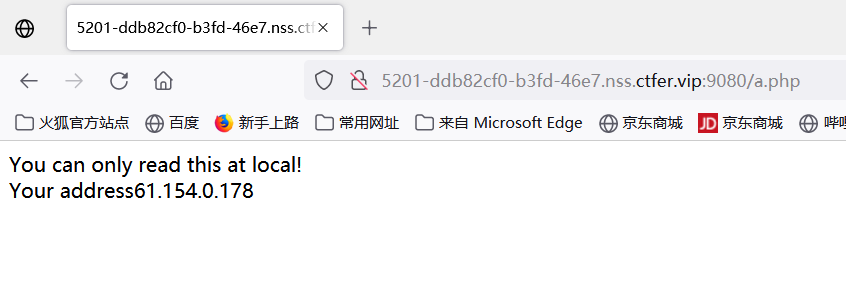 5201-ddb82cf0-b3fd-46e7.nss.ctf
5201-ddb82cf0-b3fd-46e7.nss.ctfer.vip:9080/a.php
火狐官方站点 百度 新手上路 常用网址 来自 Microsoft Edge 京东商城 JD 京东商城 哔哩
You can only read this at local!
Your address61.154.0.178